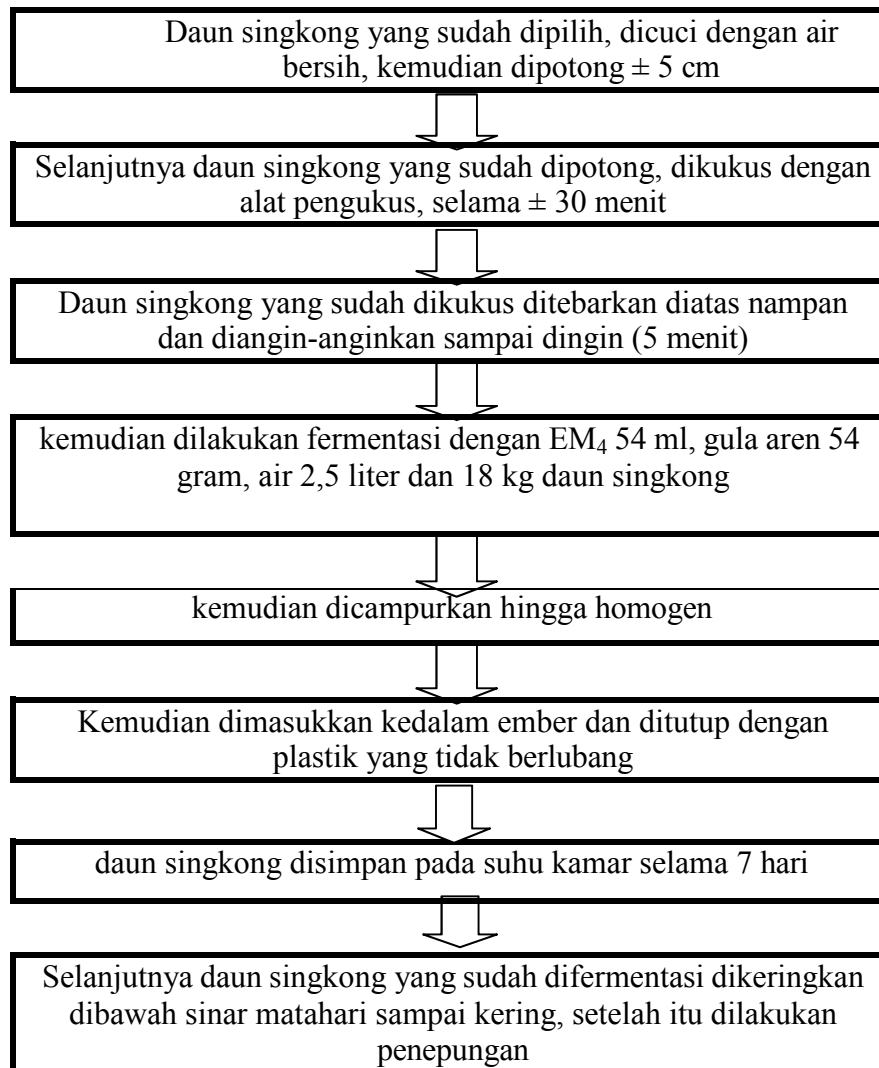 Daun singkong yang sudah dipilih, dicuci dengan air
bersih, kemudian dipotong ± 5 cm
Selanjutnya daun singkong yang sudah dipotong, dikukus dengan
alat pengukus, selama ± 30 menit
Daun singkong yang sudah dikukus ditebarkan diatas nampan
dan diangin-anginkan sampai dingin (5 menit)
kemudian dilakukan fermentasi dengan EM₄ 54 ml, gula aren 54
gram, air 2,5 liter dan 18 kg daun singkong
kemudian dicampurkan hingga homogen
Kemudian dimasukkan kedalam ember dan ditutup dengan
plastik yang tidak berlubang
daun singkong disimpan pada suhu kamar selama 7 hari
Selanjutnya daun singkong yang sudah difermentasi dikeringkan
dibawah sinar matahari sampai kering, setelah itu dilakukan
penepungan